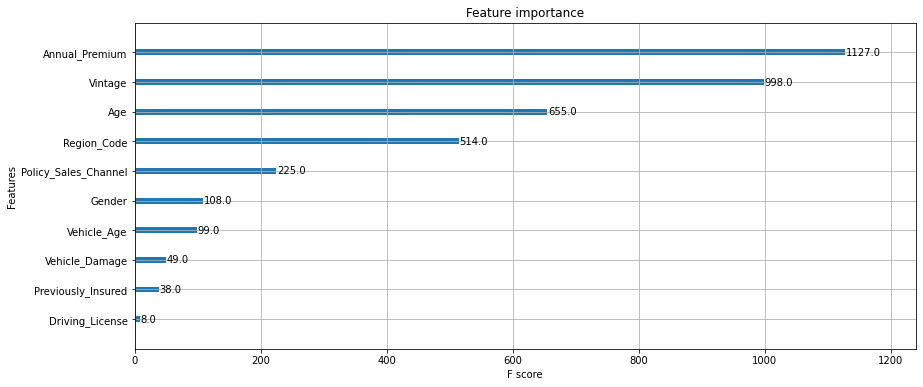 Feature importance
Features
Annual_Premium 1127.0
Vintage 998.0
Age 655.0
Region_Code 514.0
Policy_Sales_Channel 225.0
Gender 108.0
Vehicle_Age 99.0
Vehicle_Damage 49.0
Previously_Insured 38.0
Driving_License 8.0
0 200 400 600 800 1000 1200
F score